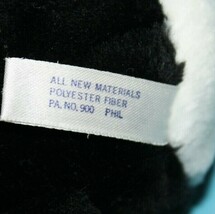 ALL NEW MATERIALS
POLYESTER FIBER
PA. NO. 900 PHIL